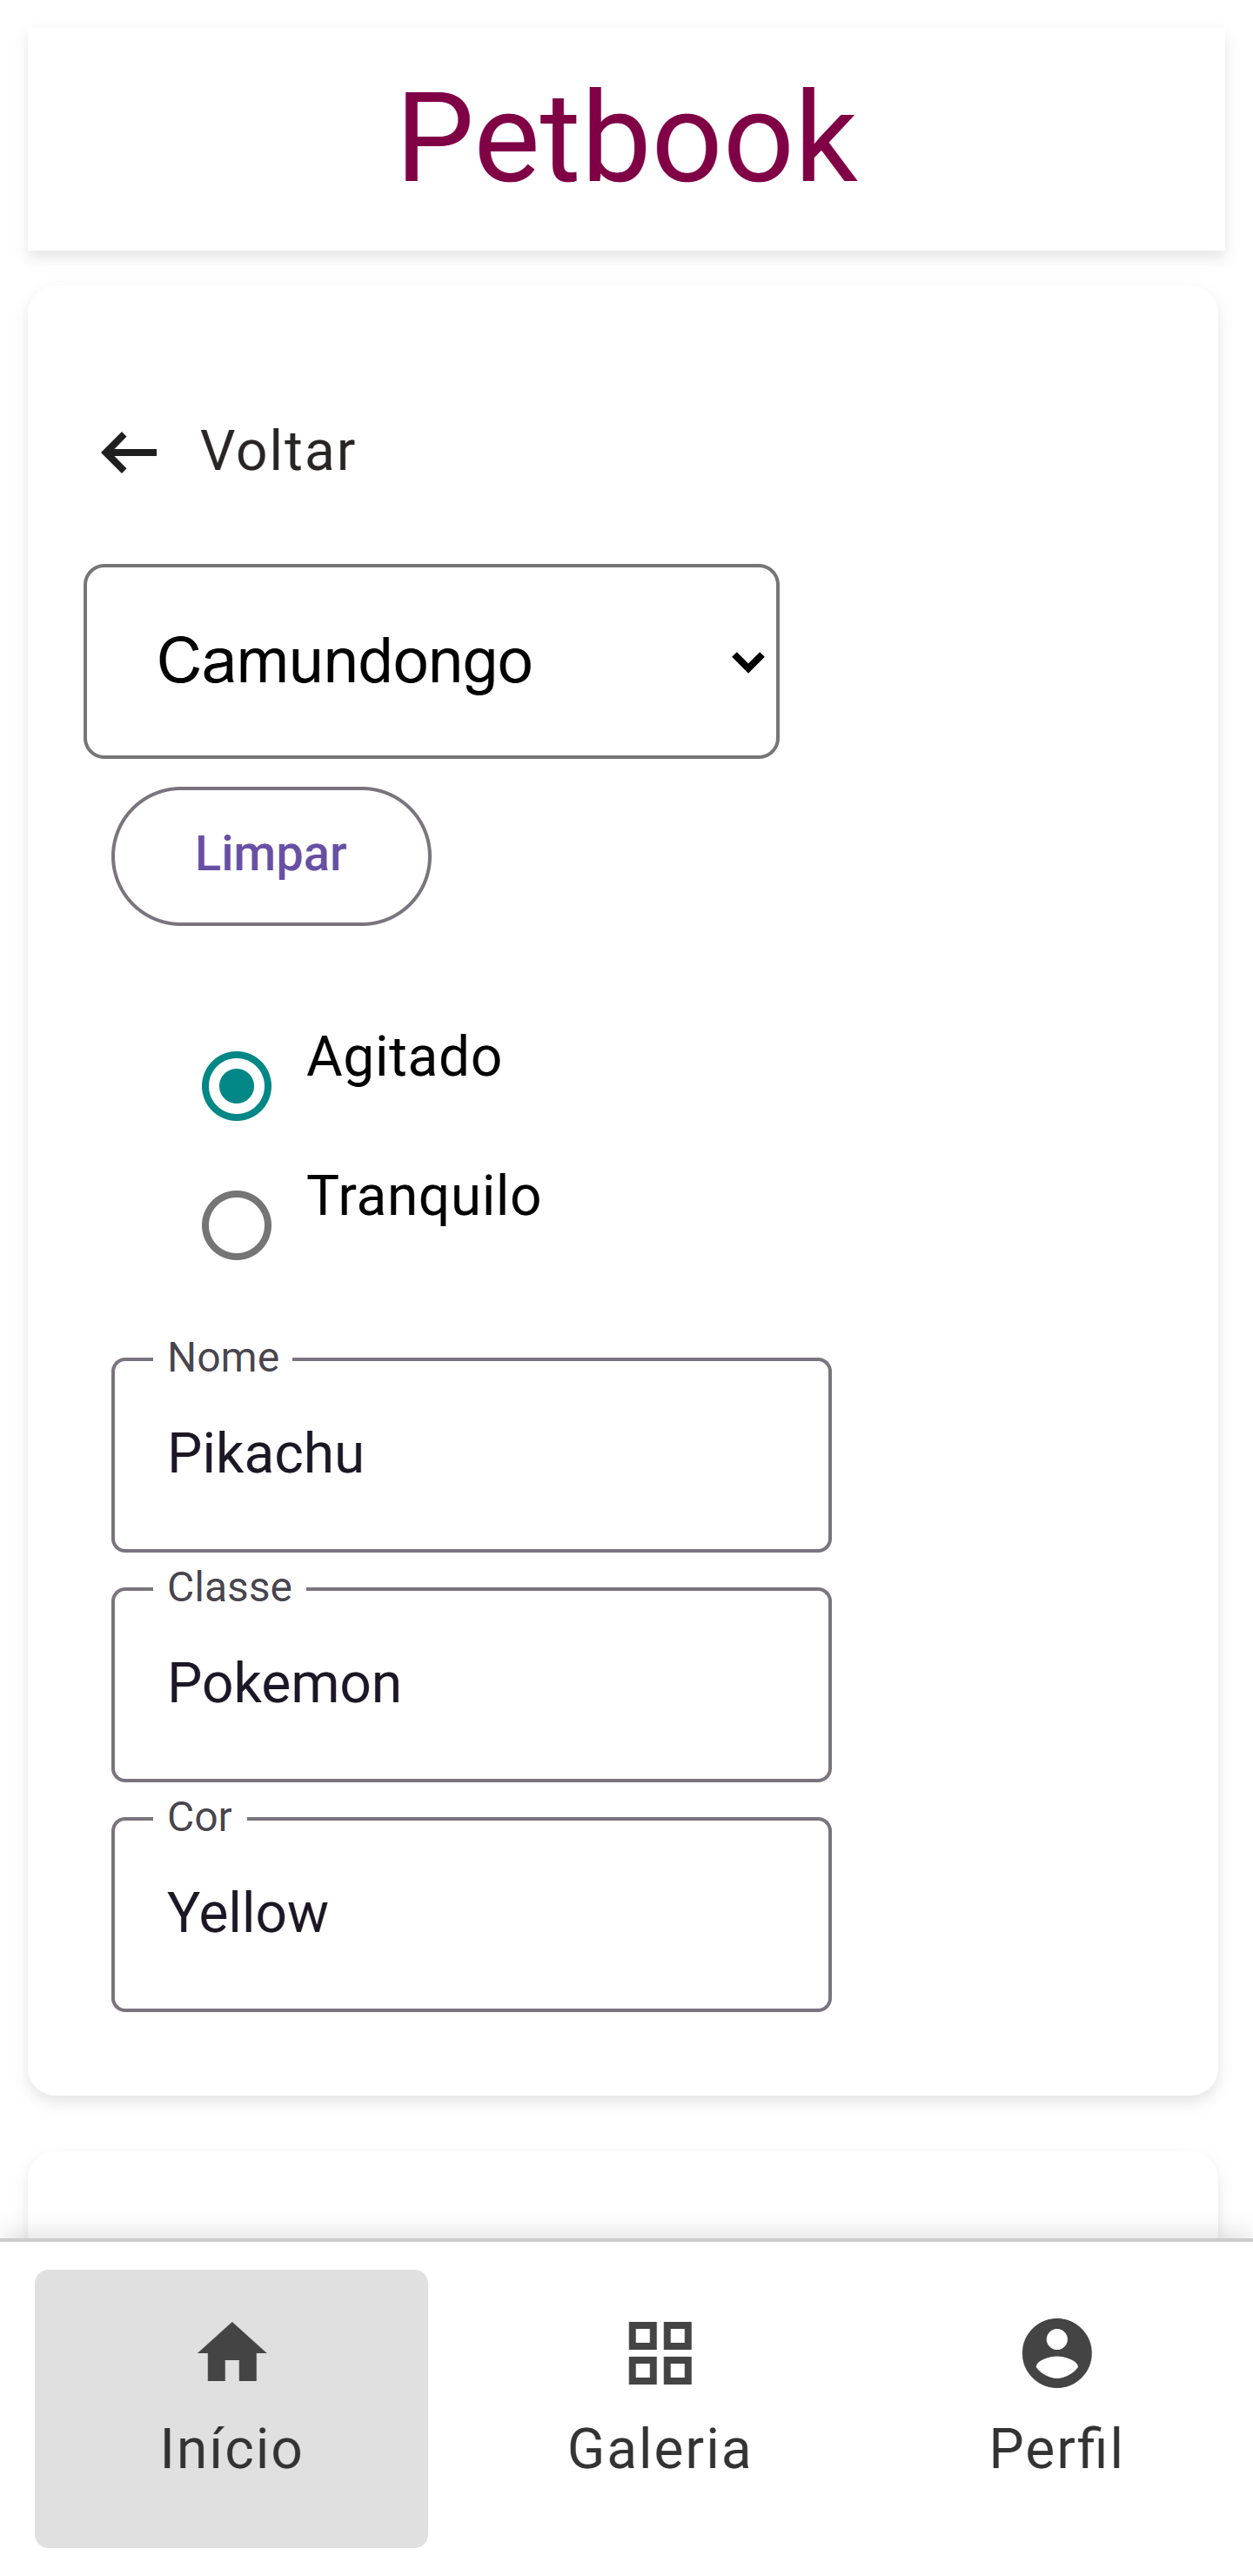 Petbook
Voltar
Camundongo
Limpar
Agitado
Tranquilo
Nome
Pikachu
Classe
Pokemon
Cor
Yellow
Início
Galeria
Perfil